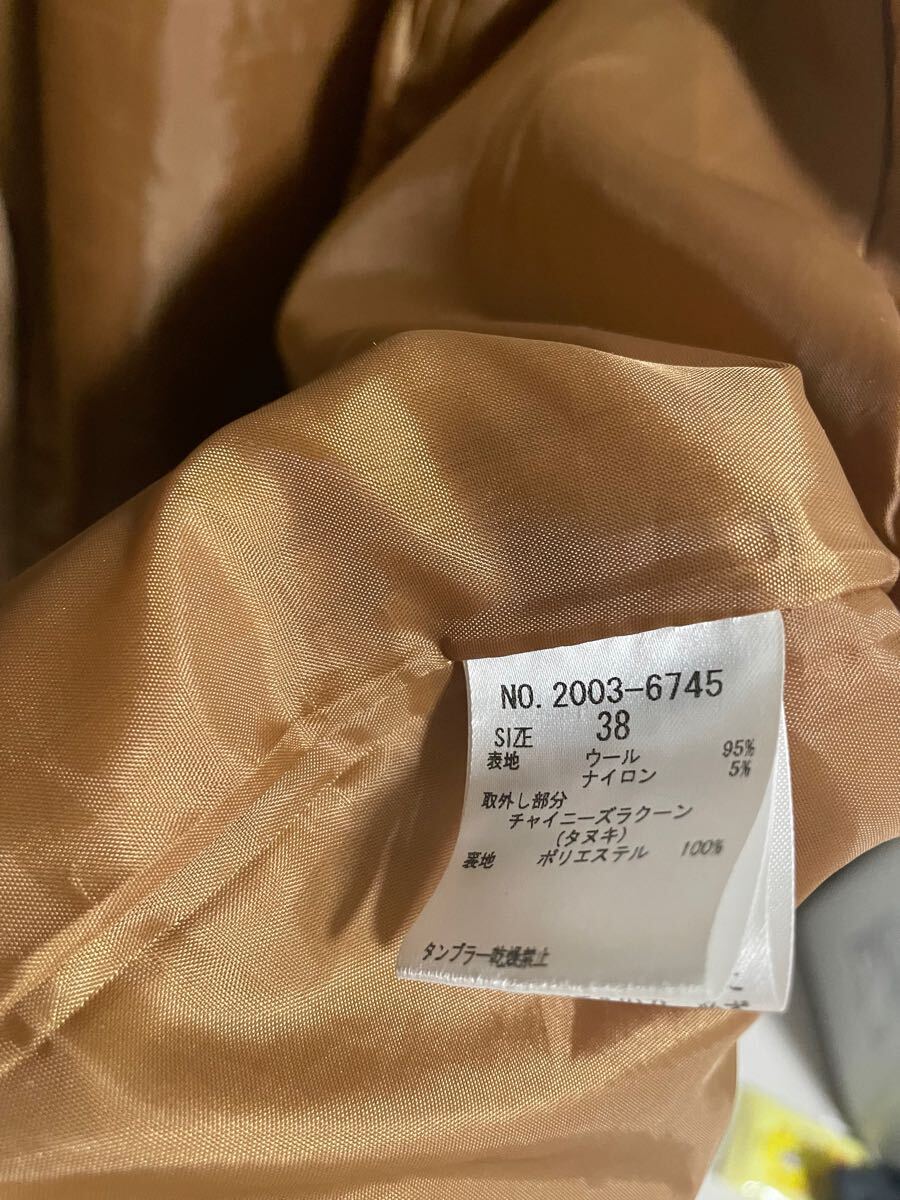 NO. 2003-6745
SIZE 38
表地 ウール 95%
ナイロン 5%
取外し部分
チャイニーズラクーン
(タヌキ)
裏地 ポリエステル 100%
タンブラー乾燥禁止